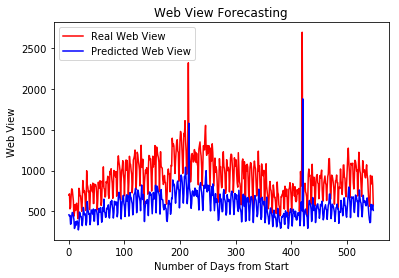 Web View Forecasting
Real Web View
Predicted Web View
2500
2000
1500
1000
500
Web View
0
100
200
300
400
500
Number of Days from Start